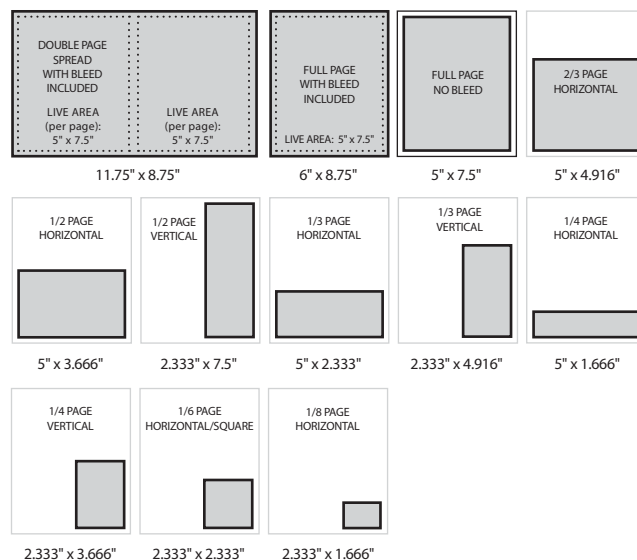 DOUBLE PAGE
SPREAD
WITH BLEED
INCLUDED
LIVE AREA
(per page):
5" x 7.5"
LIVE AREA
(per page):
5" x 7.5"
11.75" x 8.75"
FULL PAGE
WITH BLEED
INCLUDED
LIVE AREA: 5" x 7.5"
6" x 8.75"
FULL PAGE
NO BLEED
5" x 7.5"
2/3 PAGE
HORIZONTAL
5" x 4.916"
1/2 PAGE
HORIZONTAL
5" x 3.666"
1/2 PAGE
VERTICAL
2.333" x 7.5"
1/3 PAGE
HORIZONTAL
5" x 2.333"
1/3 PAGE
VERTICAL
2.333" x 4.916"
1/4 PAGE
HORIZONTAL
5" x 1.666"
1/4 PAGE
VERTICAL
2.333" x 3.666"
1/6 PAGE
HORIZONTAL/SQUARE
2.333" x 2.333"
1/8 PAGE
HORIZONTAL
2.333" x 1.666"